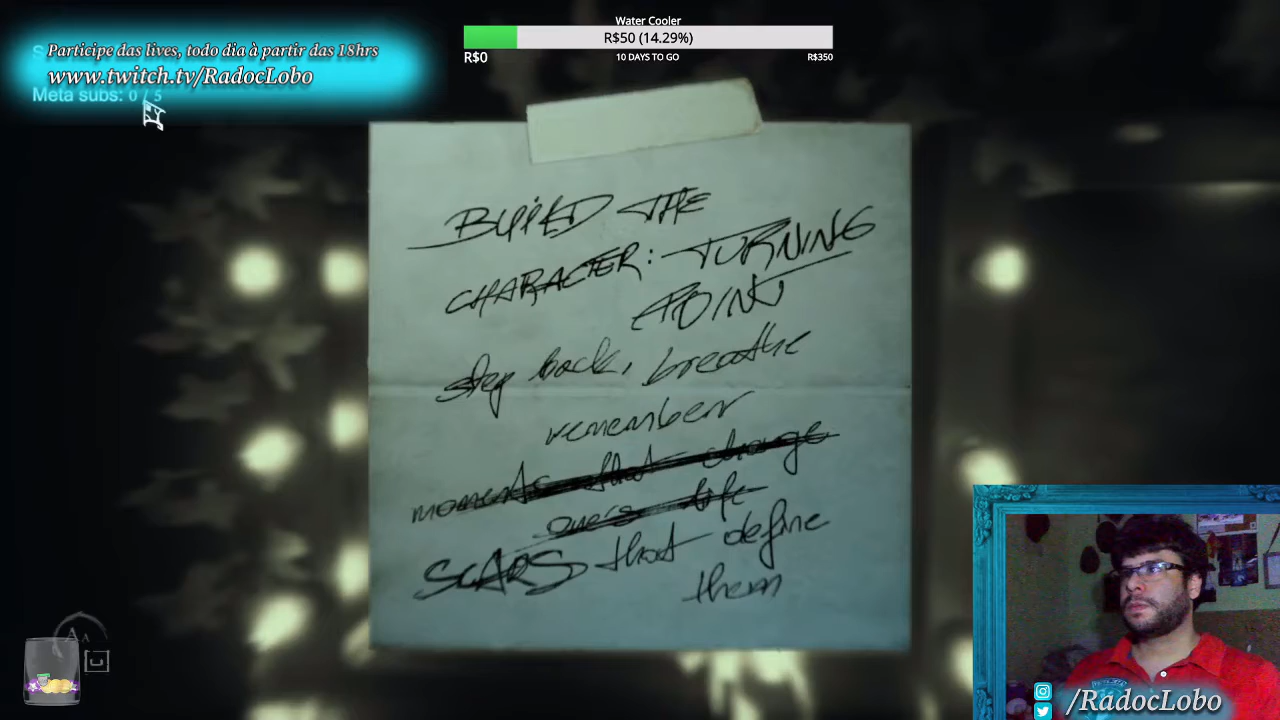 Water Cooler
R$50 (14.29%)
R$0
10 DAYS TO GO
R$350
Participe das lives, todo dia à partir das 18hrs
www.twitch.tv/RadocLobo
Meta subs: 0 / 5
BUILD THE
CHARACTER: TURNING
POINT
step back, breathe
remember
moments that change
one's life
SCARS that define
them
/RadocLobo